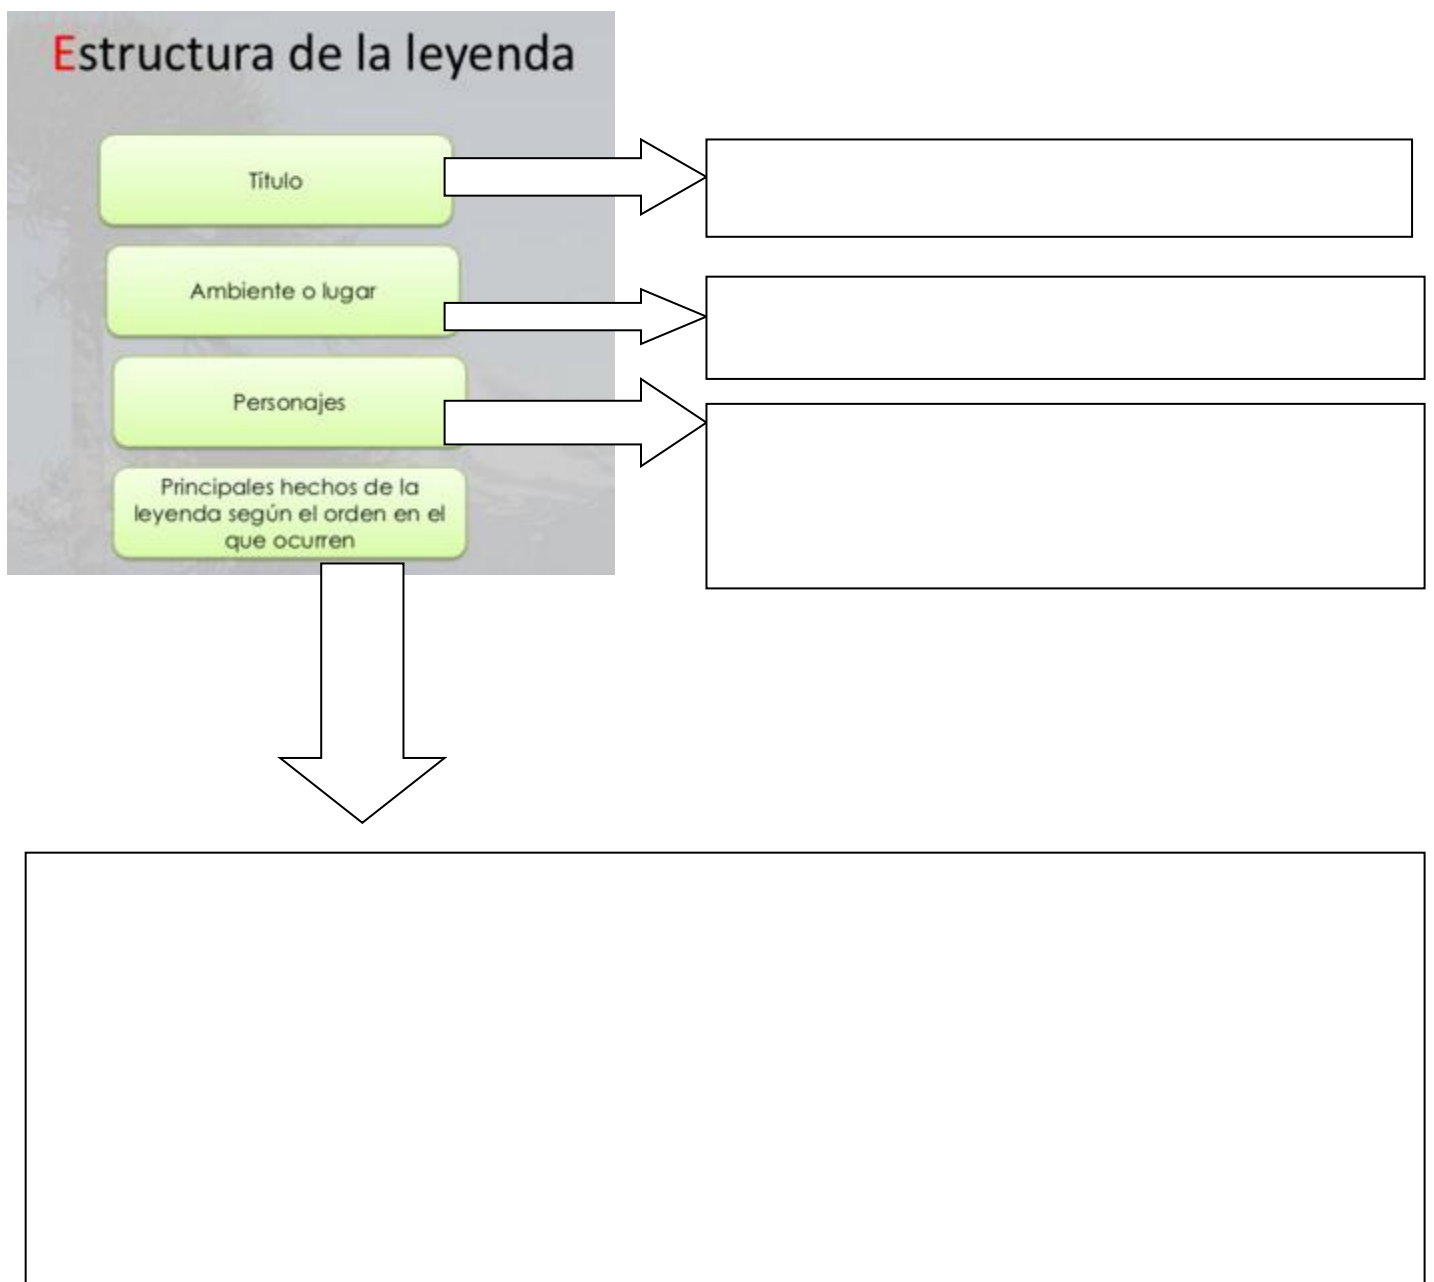 Estructura de la leyenda
Título
Ambiente o lugar
Personajes
Principales hechos de la
leyenda según el orden en el
que ocurren